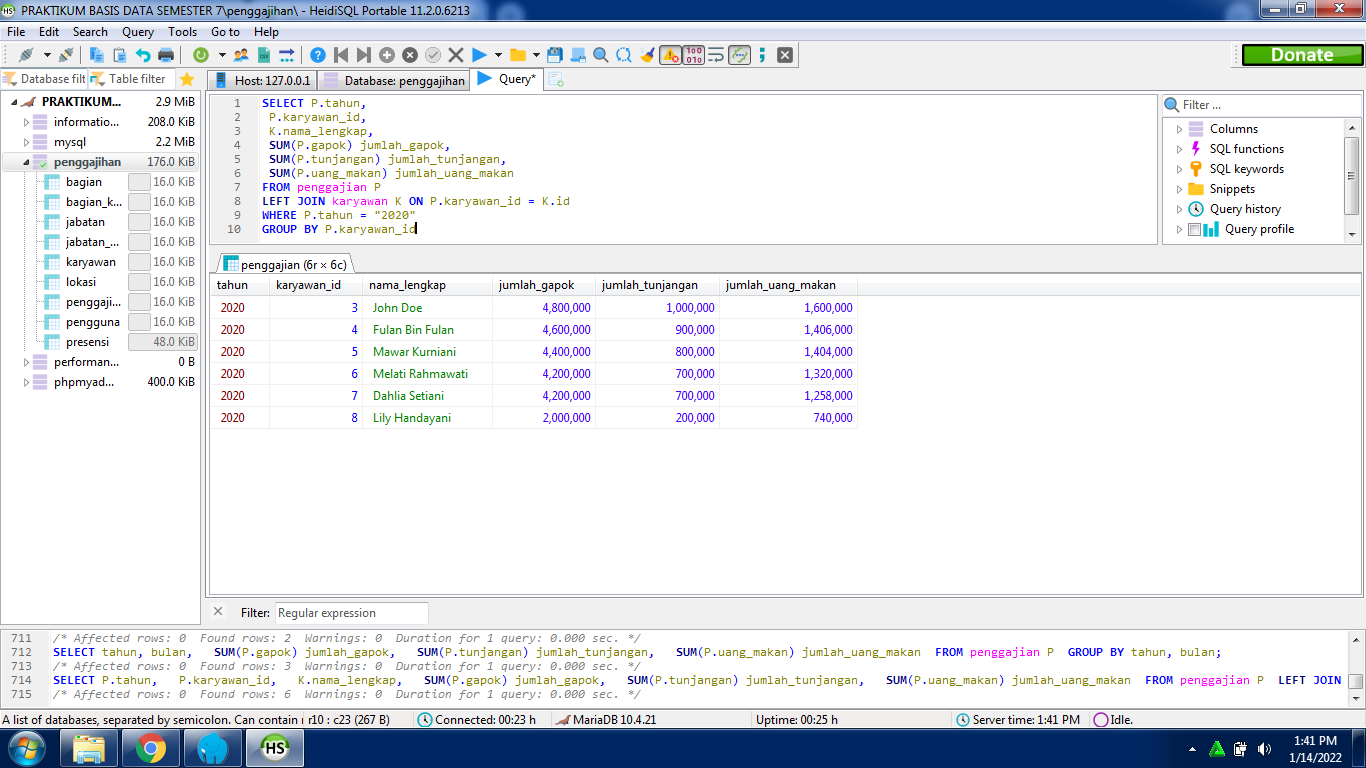 PRAKTIKUM BASIS DATA SEMESTER 7\penggajihan\ - HeidiSQL Portable 11.2.0.6213
File Edit Search Query Tools Go to Help
Donate
Database filt Table filter
Host: 127.0.0.1 Database: penggajihan Query*
PRAKTIKUM... 2.9 MiB
informatio... 208.0 KiB
mysql 2.2 MiB
penggajihan 176.0 KiB
bagian 16.0 KiB
bagian_k... 16.0 KiB
jabatan 16.0 KiB
jabatan_... 16.0 KiB
karyawan 16.0 KiB
lokasi 16.0 KiB
penggaji... 16.0 KiB
pengguna 16.0 KiB
presensi 48.0 KiB
performan... 0 B
phpmyad... 400.0 KiB
1 SELECT P.tahun,
2 P.karyawan_id,
3 K.nama_lengkap,
4 SUM(P.gapok) jumlah_gapok,
5 SUM(P.tunjangan) jumlah_tunjangan,
6 SUM(P.uang_makan) jumlah_uang_makan
7 FROM penggajian P
8 LEFT JOIN karyawan K ON P.karyawan_id = K.id
9 WHERE P.tahun = "2020"
10 GROUP BY P.karyawan_id
Filter ...
Columns
SQL functions
SQL keywords
Snippets
Query history
Query profile
penggajian (6r × 6c)
tahun karyawan_id nama_lengkap jumlah_gapok jumlah_tunjangan jumlah_uang_makan
2020 3 John Doe 4,800,000 1,000,000 1,600,000
2020 4 Fulan Bin Fulan 4,600,000 900,000 1,406,000
2020 5 Mawar Kurniani 4,400,000 800,000 1,404,000
2020 6 Melati Rahmawati 4,200,000 700,000 1,320,000
2020 7 Dahlia Setiani 4,200,000 700,000 1,258,000
2020 8 Lily Handayani 2,000,000 200,000 740,000
Filter: Regular expression
711 /* Affected rows: 0 Found rows: 2 Warnings: 0 Duration for 1 query: 0.000 sec. */
712 SELECT tahun, bulan, SUM(P.gapok) jumlah_gapok, SUM(P.tunjangan) jumlah_tunjangan, SUM(P.uang_makan) jumlah_uang_makan FROM penggajian P GROUP BY tahun, bulan;
713 /* Affected rows: 0 Found rows: 3 Warnings: 0 Duration for 1 query: 0.000 sec. */
714 SELECT P.tahun, P.karyawan_id, K.nama_lengkap, SUM(P.gapok) jumlah_gapok, SUM(P.tunjangan) jumlah_tunjangan, SUM(P.uang_makan) jumlah_uang_makan FROM penggajian P LEFT JOIN
715 /* Affected rows: 0 Found rows: 6 Warnings: 0 Duration for 1 query: 0.000 sec. */
A list of databases, separated by semicolon. Can contain r10 : c23 (267 B) Connected: 00:23 h MariaDB 10.4.21 Uptime: 00:25 h Server time: 1:41 PM Idle.
HS
1:41 PM
1/14/2022